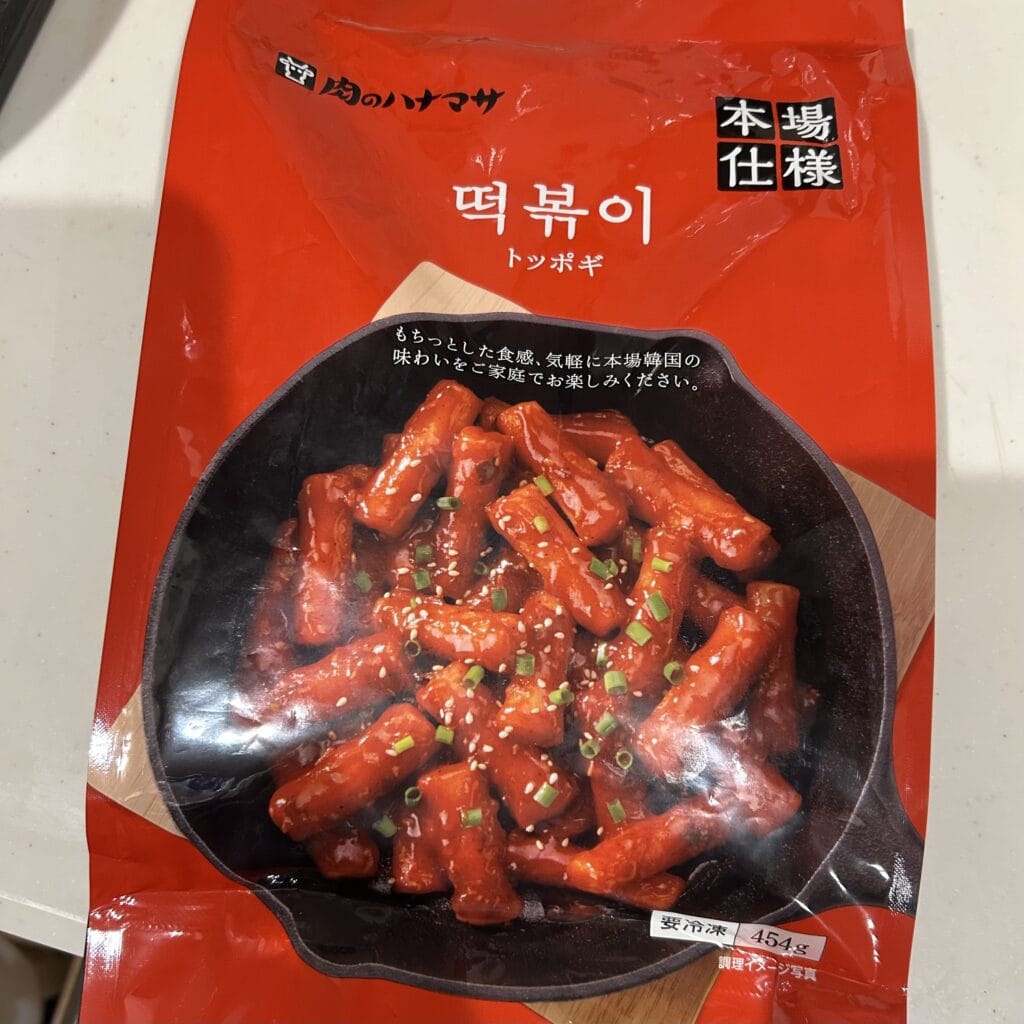 肉のハナマサ
本場
仕様
떡볶이
トッポギ
もちっとした食感、気軽に本場韓国の
味わいをご家庭でお楽しみください。
要冷凍 454g
調理イメージ写真